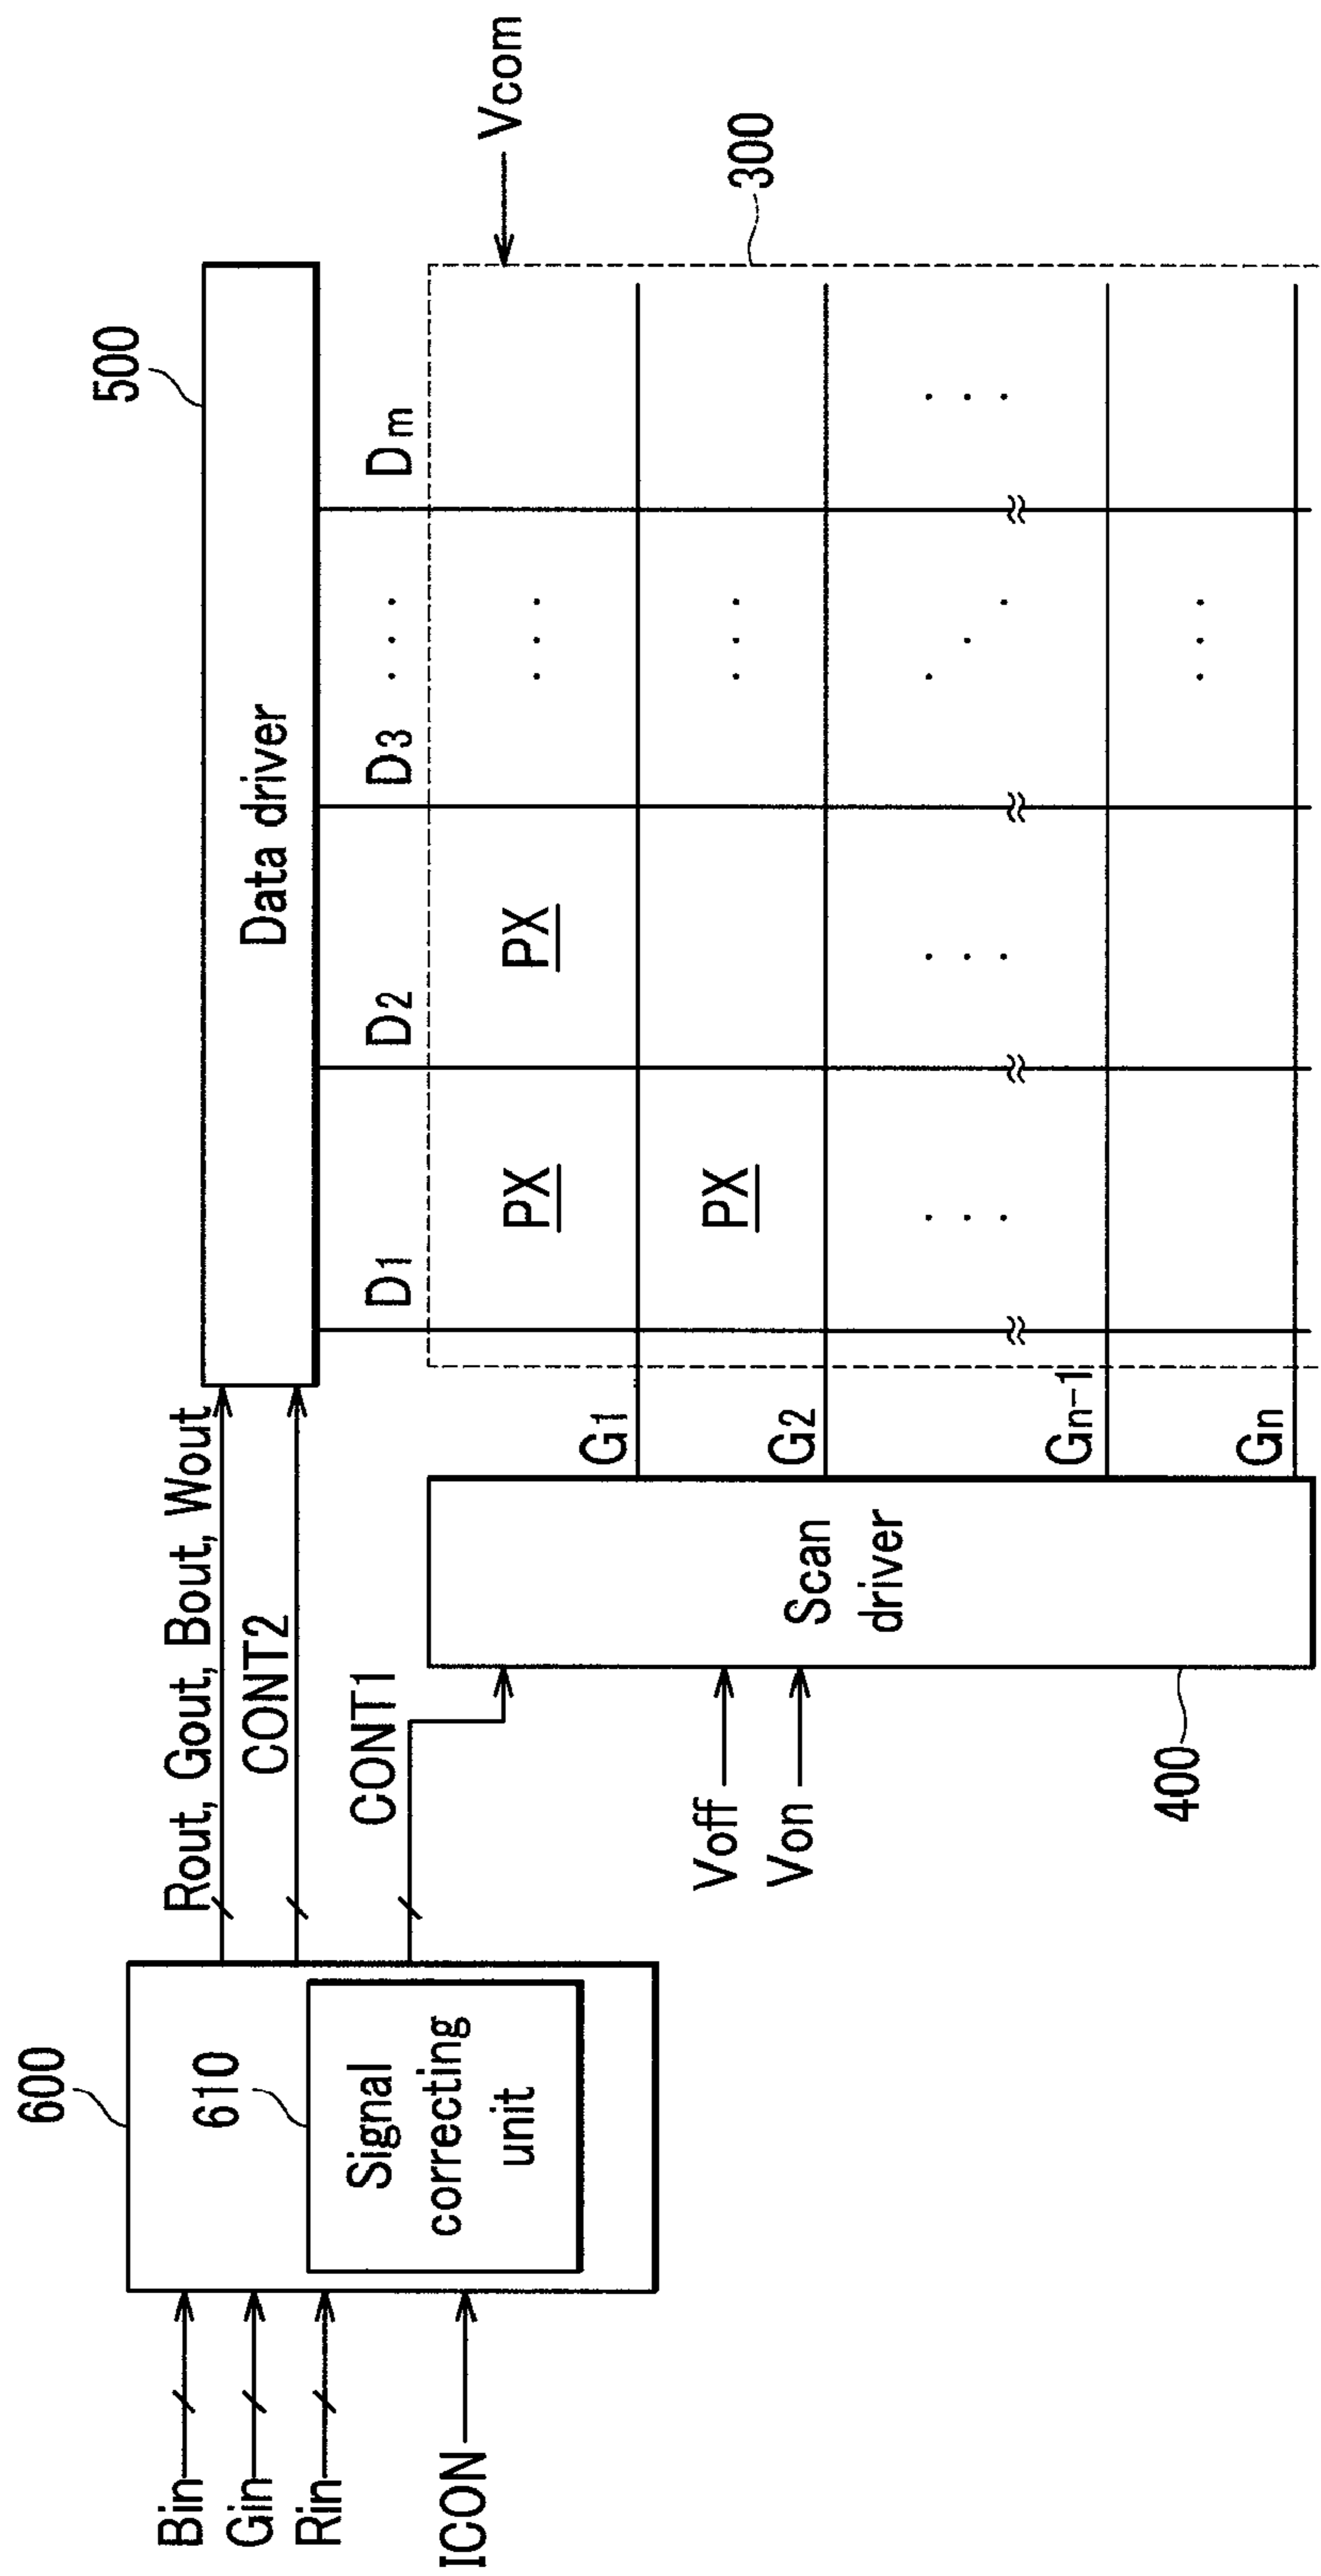 600
610
Signal
correcting
unit
Bin
Gin
Rin
ICON
Rout, Gout, Bout, Wout
CONT2
CONT1
500
Data driver
D1
D2
D3
...
Dm
Vcom
300
Voff
Von
Scan
driver
400
G1
G2
Gn-1
Gn
PX
PX
PX